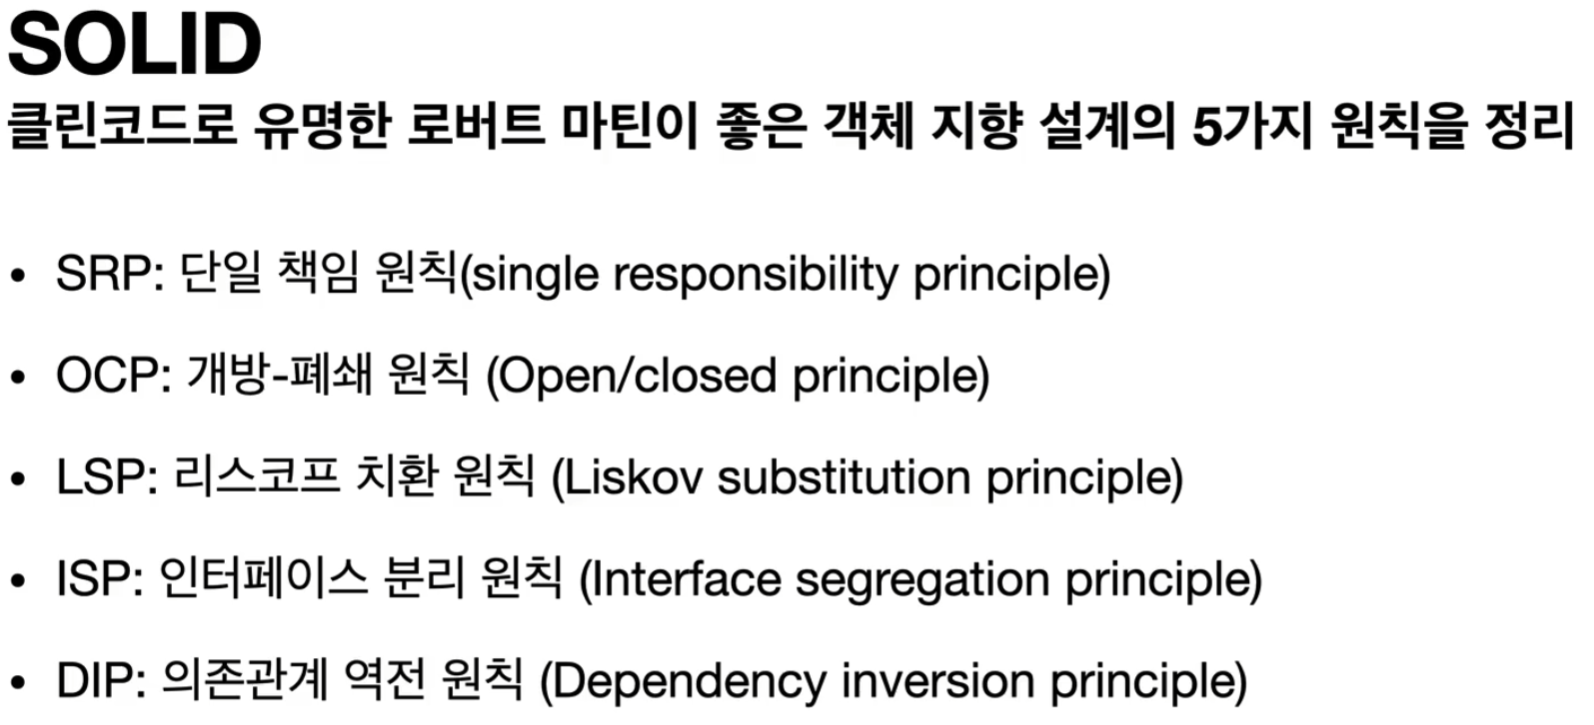 SOLID
클린코드로 유명한 로버트 마틴이 좋은 객체 지향 설계의 5가지 원칙을 정리
• SRP: 단일 책임 원칙(single responsibility principle)
• OCP: 개방-폐쇄 원칙 (Open/closed principle)
• LSP: 리스코프 치환 원칙 (Liskov substitution principle)
• ISP: 인터페이스 분리 원칙 (Interface segregation principle)
• DIP: 의존관계 역전 원칙 (Dependency inversion principle)